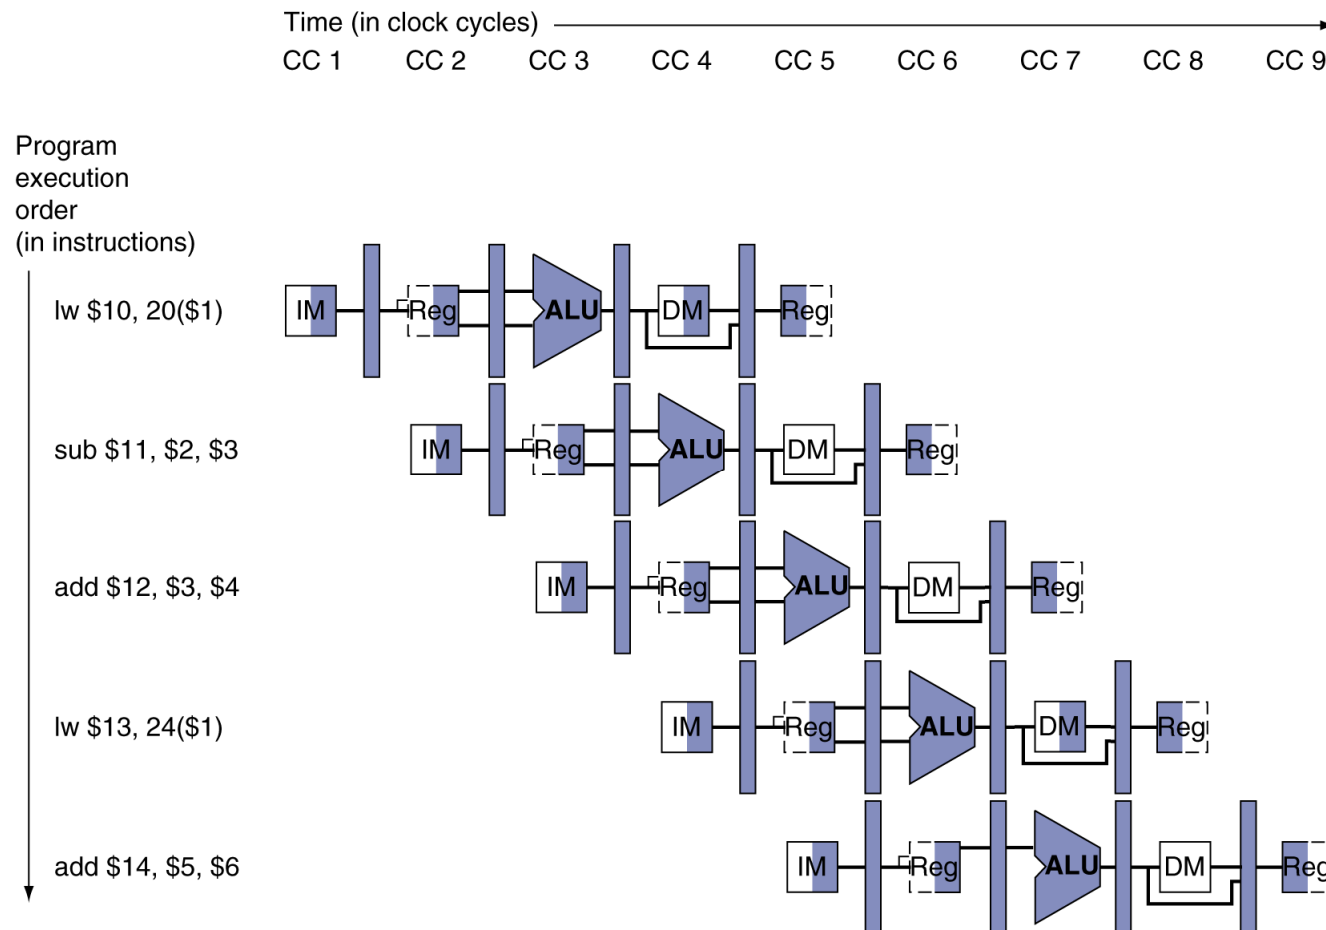 Time (in clock cycles)
CC 1 CC 2 CC 3 CC 4 CC 5 CC 6 CC 7 CC 8 CC 9
Program
execution
order
(in instructions)
lw $10, 20($1)
IM Reg ALU DM Reg
sub $11, $2, $3
IM Reg ALU DM Reg
add $12, $3, $4
IM Reg ALU DM Reg
lw $13, 24($1)
IM Reg ALU DM Reg
add $14, $5, $6
IM Reg ALU DM Reg